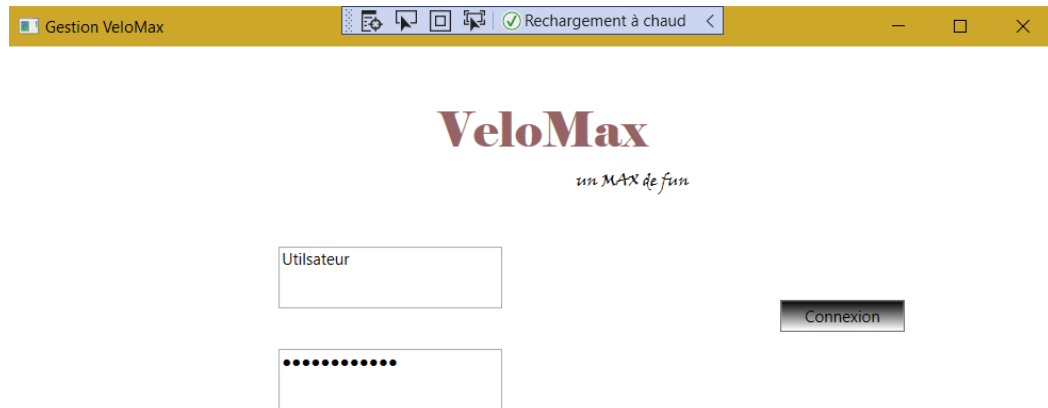 Gestion VeloMax
Rechargement à chaud
VeloMax
un MAX de fun
Utilsateur
Connexion
••••••••••••